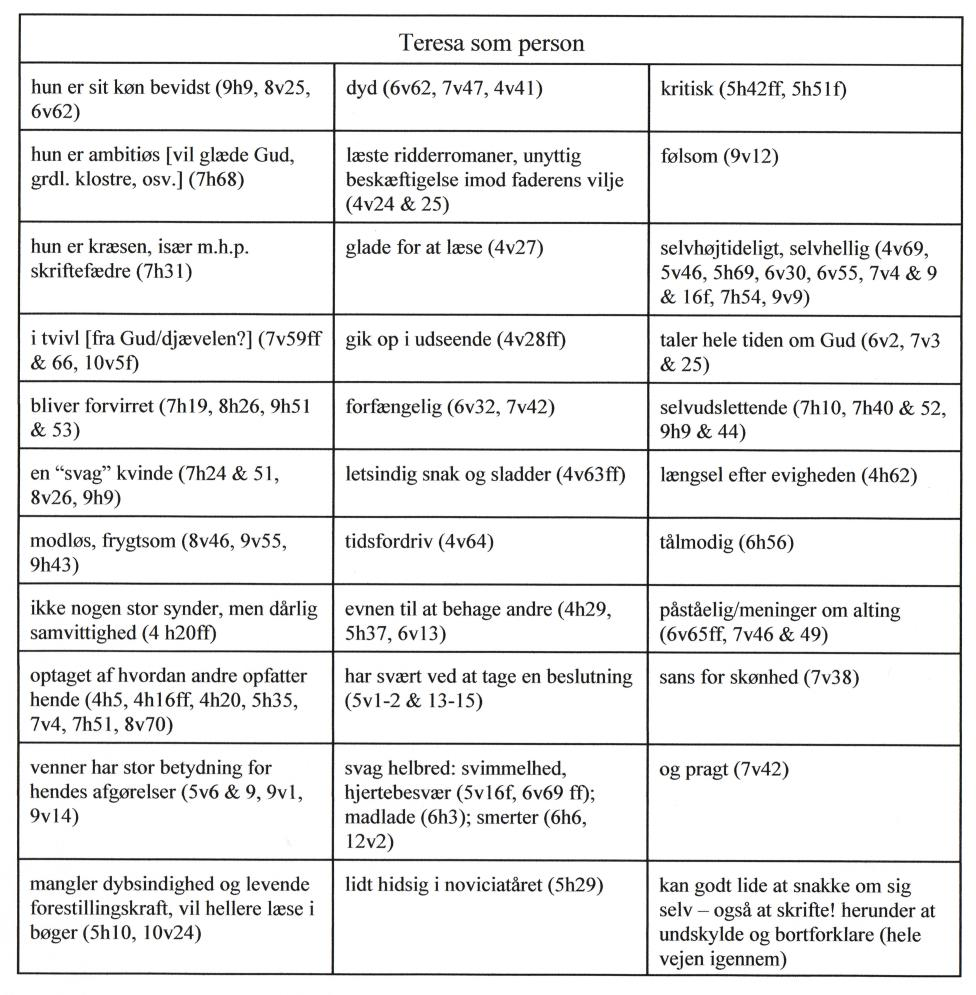 Teresa som person
hun er sit køn bevidst (9h9, 8v25,
6v62)
dyd (6v62, 7v47, 4v41)
kritisk (5h42ff, 5h51f)
hun er ambitiøs [vil glæde Gud,
grdl. klostre, osv.] (7h68)
læste ridderromaner, unyttig
beskæftigelse imod faderens vilje
(4v24 & 25)
følsom (9v12)
hun er kræsen, især m.h.p.
skriftefædre (7h31)
glade for at læse (4v27)
selvhøjtideligt, selvhellig (4v69,
5v46, 5h69, 6v30, 6v55, 7v4 & 9
& 16f, 7h54, 9v9)
i tvivl [fra Gud/djævelen?] (7v59ff
& 66, 10v5f)
gik op i udseende (4v28ff)
taler hele tiden om Gud (6v2, 7v3
& 25)
bliver forvirret (7h19, 8h26, 9h51
& 53)
forfængelig (6v32, 7v42)
selvudslettende (7h10, 7h40 & 52,
9h9 & 44)
en “svag” kvinde (7h24 & 51,
8v26, 9h9)
letsindig snak og sladder (4v63ff)
længsel efter evigheden (4h62)
modløs, frygtsom (8v46, 9v55,
9h43)
tidsfordriv (4v64)
tålmodig (6h56)
ikke nogen stor synder, men dårlig
samvittighed (4 h20ff)
evnen til at behage andre (4h29,
5h37, 6v13)
påståelig/meninger om alting
(6v65ff, 7v46 & 49)
optaget af hvordan andre opfatter
hende (4h5, 4h16ff, 4h20, 5h35,
7v4, 7h51, 8v70)
har svært ved at tage en beslutning
(5v1-2 & 13-15)
sans for skønhed (7v38)
venner har stor betydning for
hendes afgørelser (5v6 & 9, 9v1,
9v14)
svag helbred: svimmelhed,
hjertebesvær (5v16f, 6v69 ff);
madlade (6h3); smerter (6h6,
12v2)
og pragt (7v42)
mangler dybsindighed og levende
forestillingskraft, vil hellere læse i
bøger (5h10, 10v24)
lidt hidsig i noviciatåret (5h29)
kan godt lide at snakke om sig
selv – også at skrifte! herunder at
undskylde og bortforklare (hele
vejen igennem)